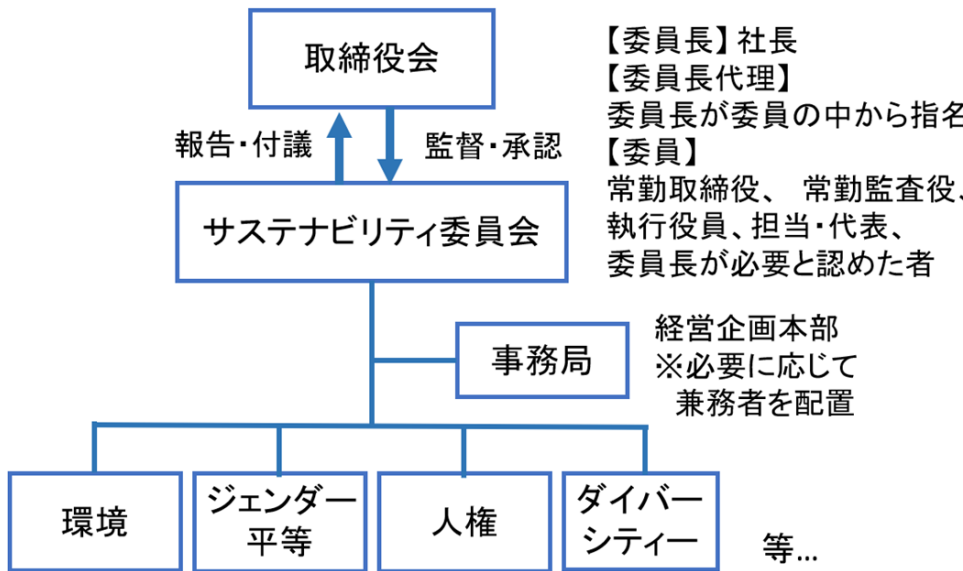 取締役会
報告・付議
監督・承認
サステナビリティ委員会
【委員長】社長
【委員長代理】
委員長が委員の中から指名
【委員】
常勤取締役、 常勤監査役、
執行役員、担当・代表、
委員長が必要と認めた者
事務局
経営企画本部
※必要に応じて
兼務者を配置
環境
ジェンダー
平等
人権
ダイバー
シティー
等…